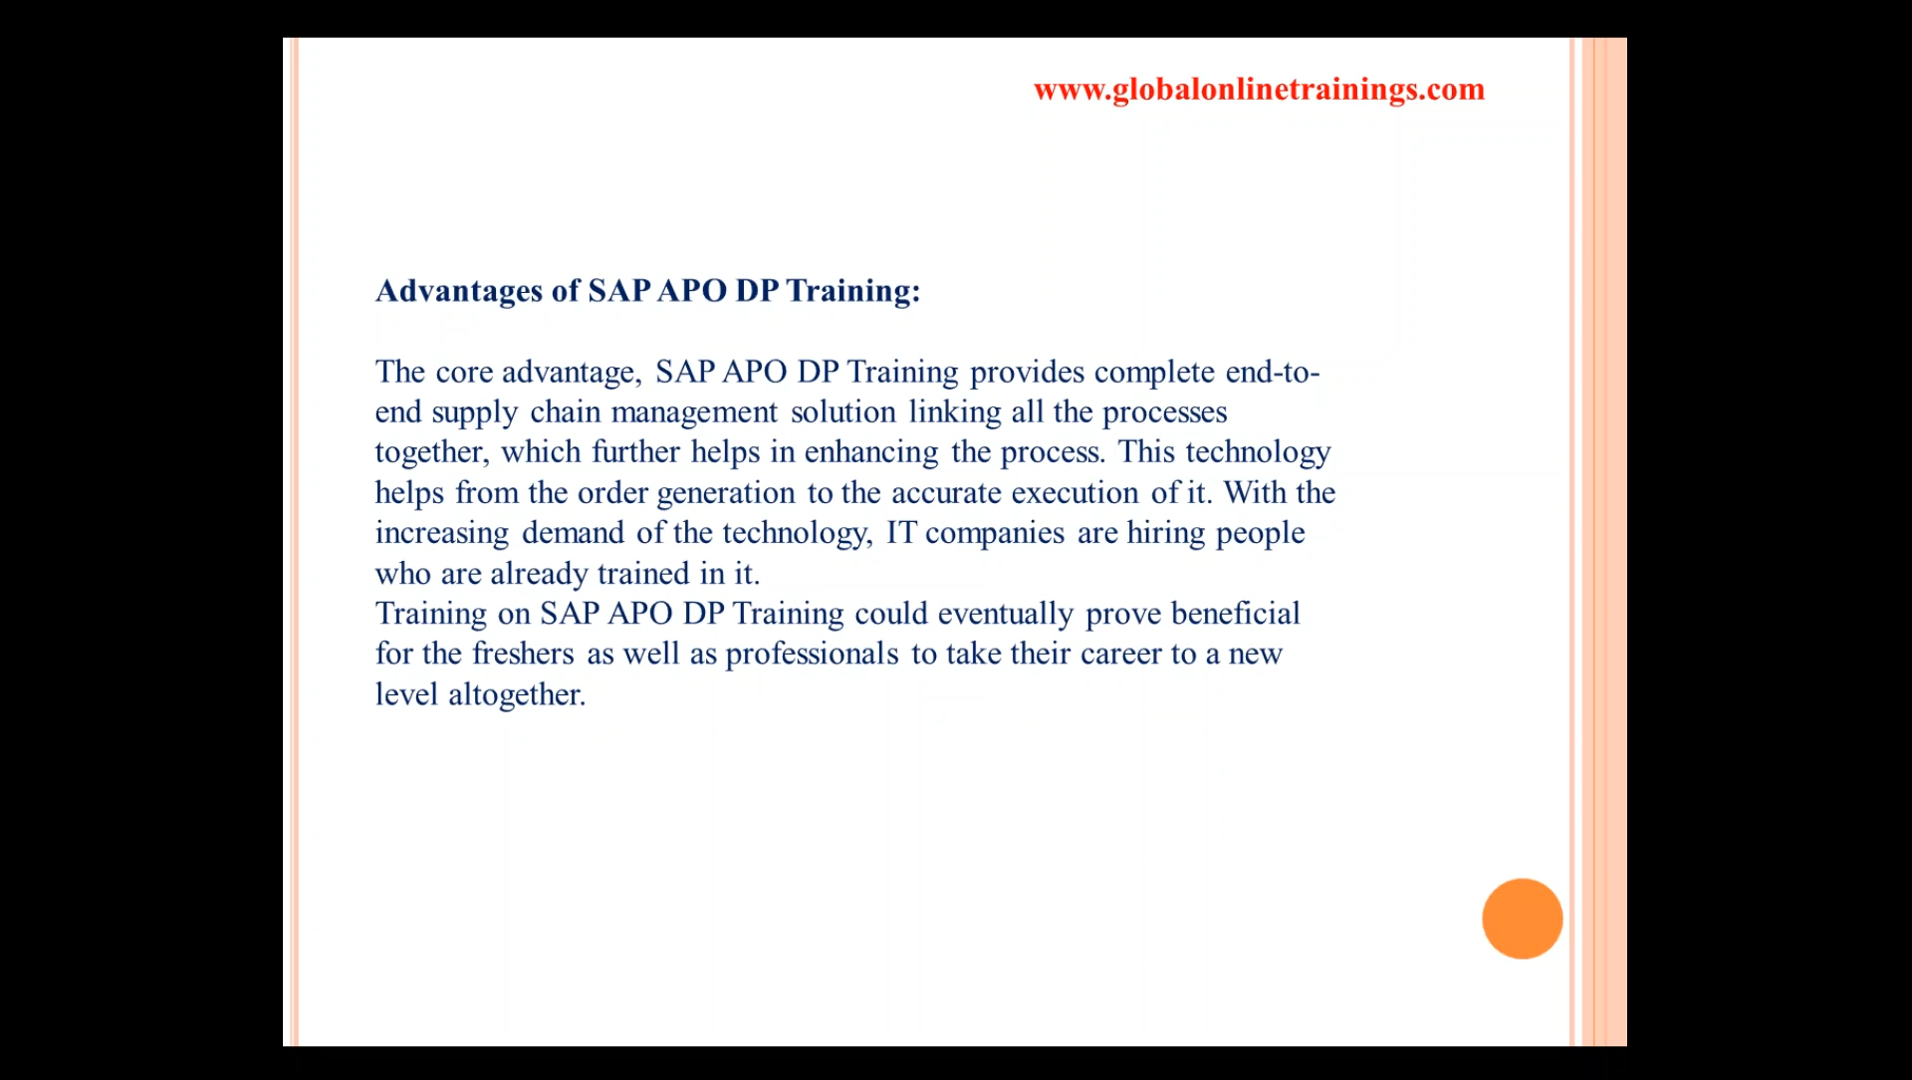 www.globalonlinetrainings.com
Advantages of SAP APO DP Training:
The core advantage, SAP APO DP Training provides complete end-to-
end supply chain management solution linking all the processes
together, which further helps in enhancing the process. This technology
helps from the order generation to the accurate execution of it. With the
increasing demand of the technology, IT companies are hiring people
who are already trained in it.
Training on SAP APO DP Training could eventually prove beneficial
for the freshers as well as professionals to take their career to a new
level altogether.